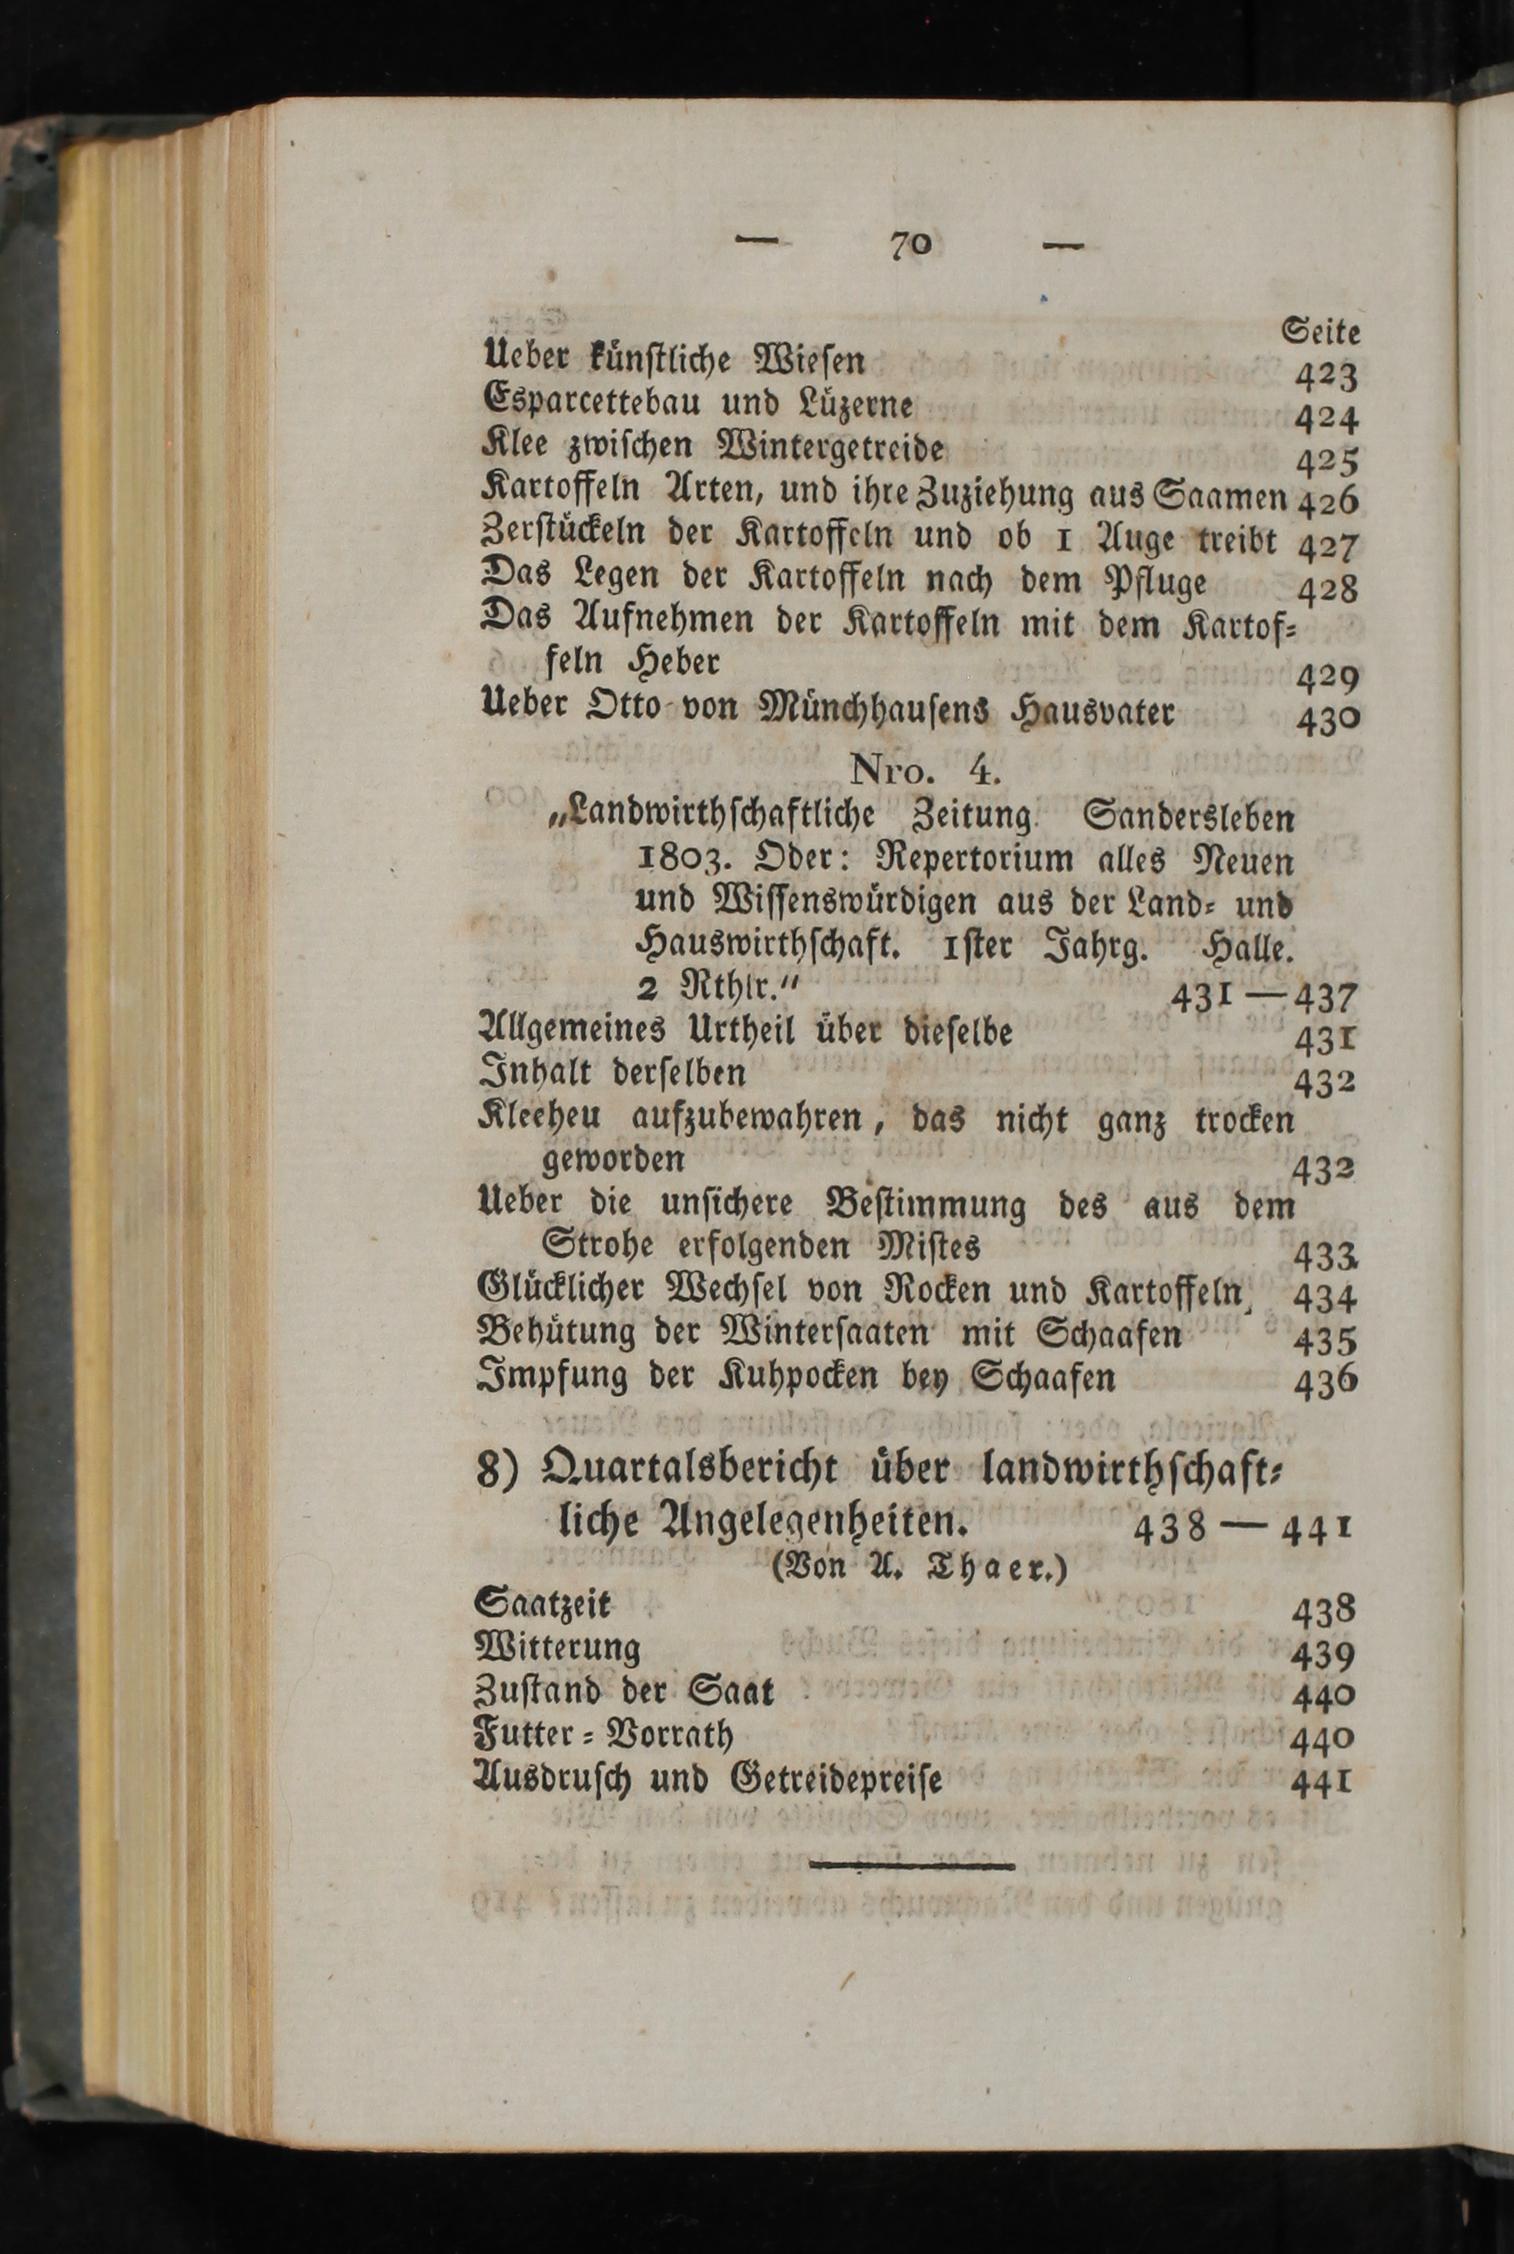 — 70 —
Seite
Ueber künstliche Wiesen 423
Esparcettebau und Lüzerne 424
Klee zwischen Wintergetreide 425
Kartoffeln Arten, und ihre Zuziehung aus Saamen 426
Zerstückeln der Kartoffeln und ob 1 Auge treibt 427
Das Legen der Kartoffeln nach dem Pfluge 428
Das Aufnehmen der Kartoffeln mit dem Kartof-
feln Heber 429
Ueber Otto von Münchhausens Hausvater 430
Nro. 4.
„Landwirthschaftliche Zeitung. Sandersleben
1803. Oder: Repertorium alles Neuen
und Wissenswürdigen aus der Land- und
Hauswirthschaft. 1ster Jahrg. Halle.
2 Rthlr.“ 431 — 437
Allgemeines Urtheil über dieselbe 431
Inhalt derselben 432
Kleeheu aufzubewahren, das nicht ganz trocken
geworden 432
Ueber die unsichere Bestimmung des aus dem
Strohe erfolgenden Mistes 433
Glücklicher Wechsel von Rocken und Kartoffeln, 434
Behütung der Wintersaaten mit Schaafen 435
Impfung der Kuhpocken bey Schaafen 436
8) Quartalsbericht über landwirthschaft-
liche Angelegenheiten. 438 — 441
(Von A. Thaer.)
Saatzeit 438
Witterung 439
Zustand der Saat 440
Futter-Vorrath 440
Ausdrusch und Getreidepreise 441